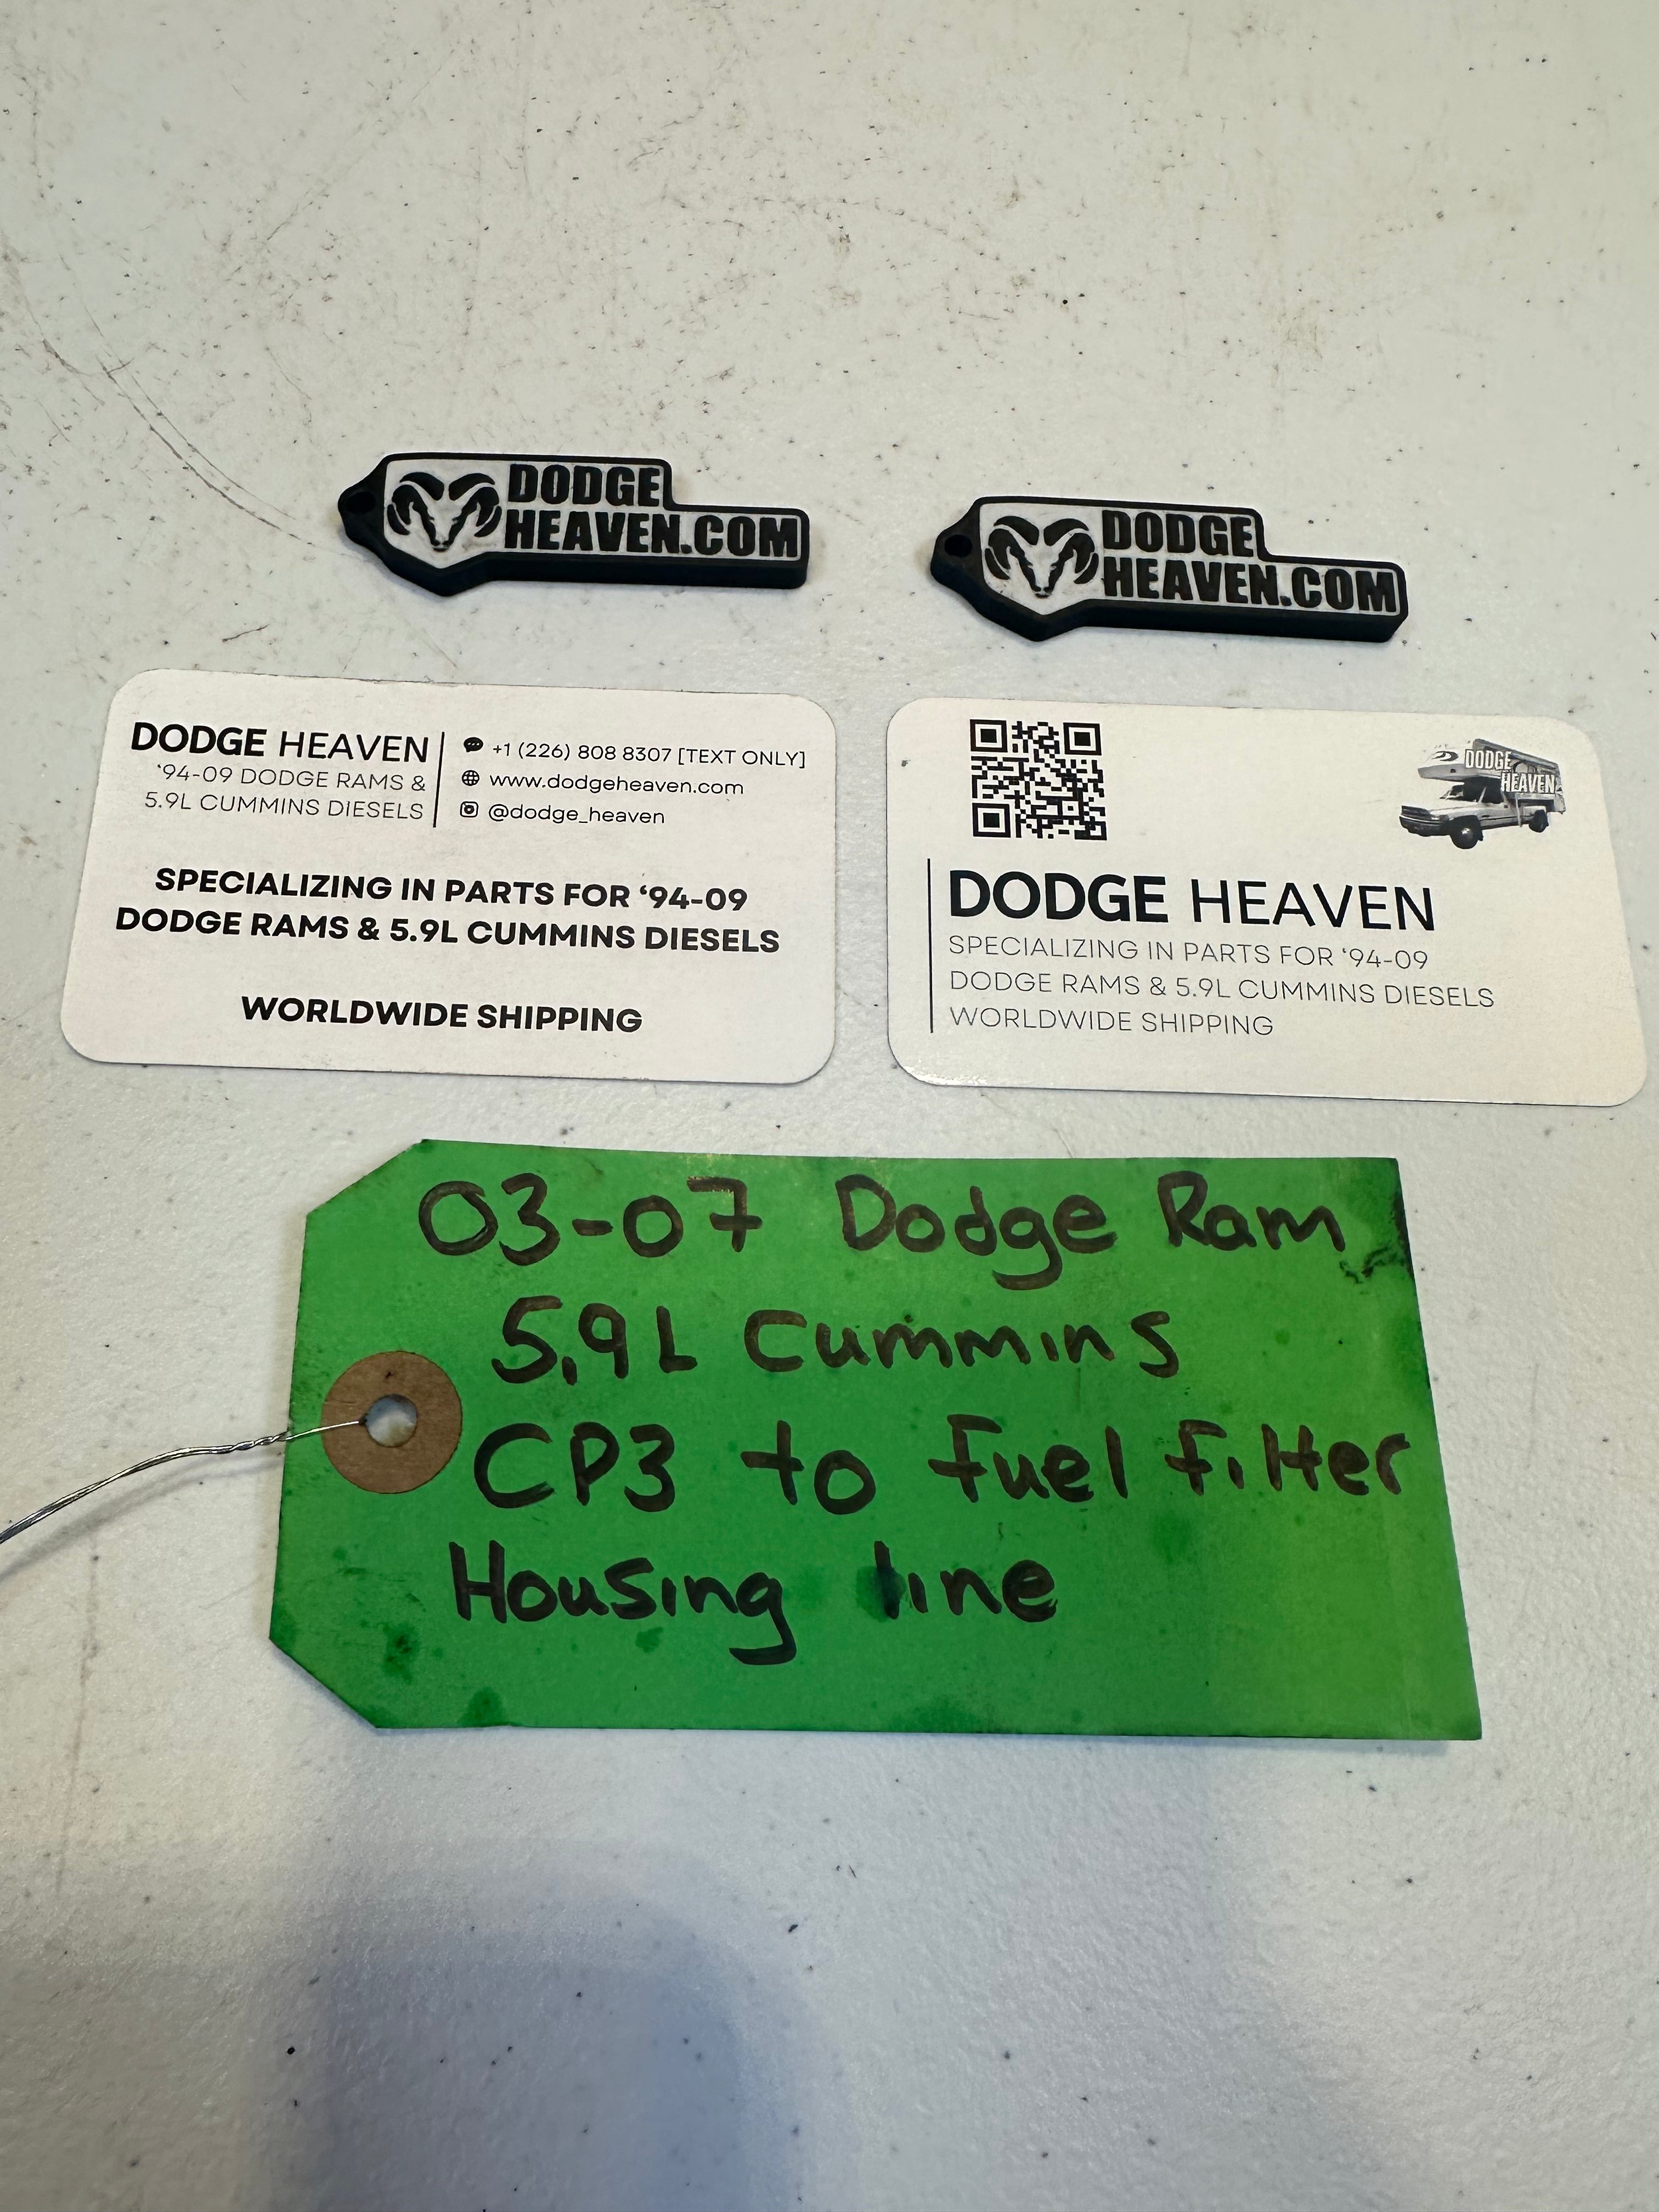 DODGE
HEAVEN.COM
DODGE
HEAVEN.COM
DODGE HEAVEN
‘94-09 DODGE RAMS &
5.9L CUMMINS DIESELS
+1 (226) 808 8307 [TEXT ONLY]
www.dodgeheaven.com
@dodge_heaven
SPECIALIZING IN PARTS FOR ‘94-09
DODGE RAMS & 5.9L CUMMINS DIESELS
WORLDWIDE SHIPPING
DODGE
HEAVEN
DODGE HEAVEN
SPECIALIZING IN PARTS FOR ‘94-09
DODGE RAMS & 5.9L CUMMINS DIESELS
WORLDWIDE SHIPPING
03-07 Dodge Ram
5.9L Cummins
CP3 to Fuel Filter
Housing line